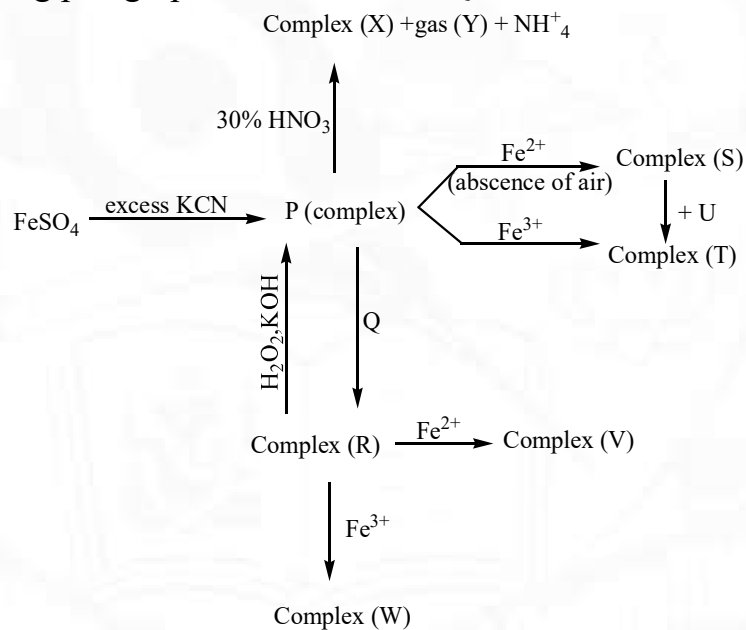 Complex (X) +gas (Y) + NH⁺₄
30% HNO₃
Fe²⁺
Complex (S)
(abscence of air)
excess KCN
P (complex)
+ U
FeSO₄
Fe³⁺
Complex (T)
H₂O₂,KOH
Q
Complex (R)
Fe²⁺
Complex (V)
Fe³⁺
Complex (W)